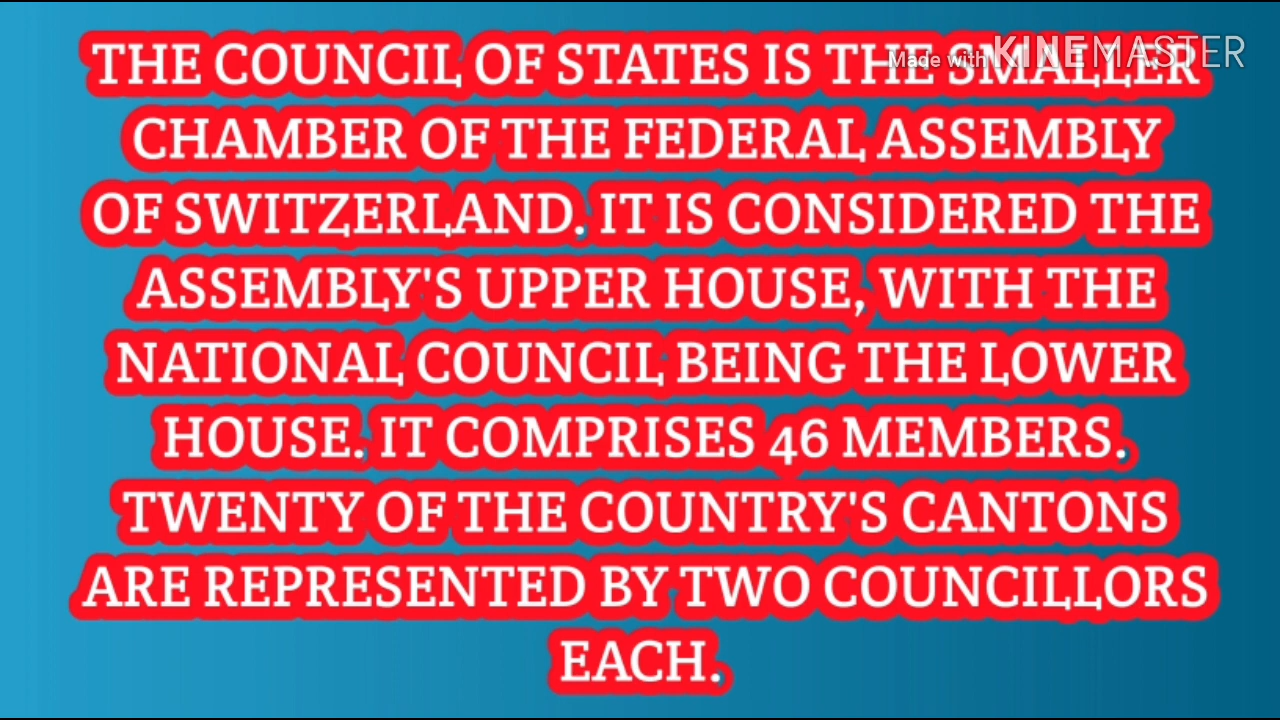 THE COUNCIL OF STATES IS THE SMALLER
Made with KINEMASTER
CHAMBER OF THE FEDERAL ASSEMBLY
OF SWITZERLAND. IT IS CONSIDERED THE
ASSEMBLY'S UPPER HOUSE, WITH THE
NATIONAL COUNCIL BEING THE LOWER
HOUSE. IT COMPRISES 46 MEMBERS.
TWENTY OF THE COUNTRY'S CANTONS
ARE REPRESENTED BY TWO COUNCILLORS
EACH.